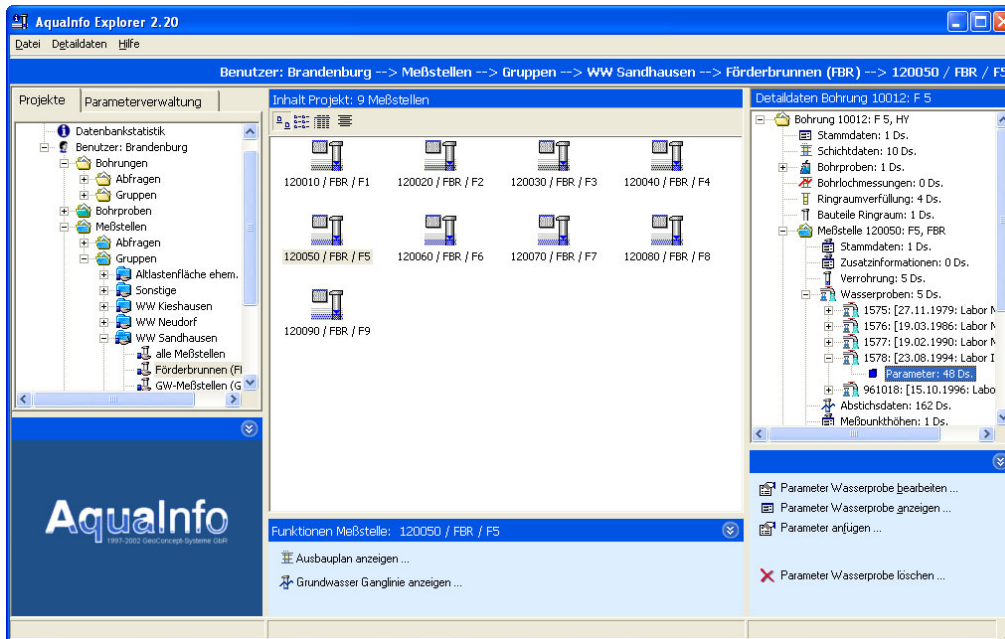 AquaInfo Explorer 2.20
Datei Detaildaten Hilfe
Benutzer: Brandenburg --> Meßstellen --> Gruppen --> WW Sandhausen --> Förderbrunnen (FBR) --> 120050 / FBR / F5
Projekte Parameterverwaltung
Datenbankstatistik
Benutzer: Brandenburg
Bohrungen
Abfragen
Gruppen
Bohrproben
Meßstellen
Abfragen
Gruppen
Altlastenfläche ehem.
Sonstige
WW Kieshausen
WW Neudorf
WW Sandhausen
alle Meßstellen
Förderbrunnen (F
GW-Meßstellen (G
AquaInfo
1997-2002 GeoConcept-Systeme GbR
Inhalt Projekt: 9 Meßstellen
120010 / FBR / F1 120020 / FBR / F2 120030 / FBR / F3 120040 / FBR / F4
120050 / FBR / F5 120060 / FBR / F6 120070 / FBR / F7 120080 / FBR / F8
120090 / FBR / F9
Funktionen Meßstelle: 120050 / FBR / F5
Ausbauplan anzeigen ...
Grundwasser Ganglinie anzeigen ...
Detaildaten Bohrung 10012: F 5
Bohrung 10012: F 5, HY
Stammdaten: 1 Ds.
Schichtdaten: 10 Ds.
Bohrproben: 1 Ds.
Bohrlochmessungen: 0 Ds.
Ringraumverfüllung: 4 Ds.
Bauteile Ringraum: 1 Ds.
Meßstelle 120050: F5, FBR
Stammdaten: 1 Ds.
Zusatzinformationen: 0 Ds.
Verrohrung: 5 Ds.
Wasserproben: 5 Ds.
1575: [27.11.1979: Labor N
1576: [19.03.1986: Labor N
1577: [19.02.1990: Labor N
1578: [23.08.1994: Labor I
Parameter: 48 Ds.
961018: [15.10.1996: Labo
Abstichsdaten: 162 Ds.
Meßpunkthöhen: 1 Ds.
Parameter Wasserprobe bearbeiten ...
Parameter Wasserprobe anzeigen ...
Parameter anfügen ...
Parameter Wasserprobe löschen ...